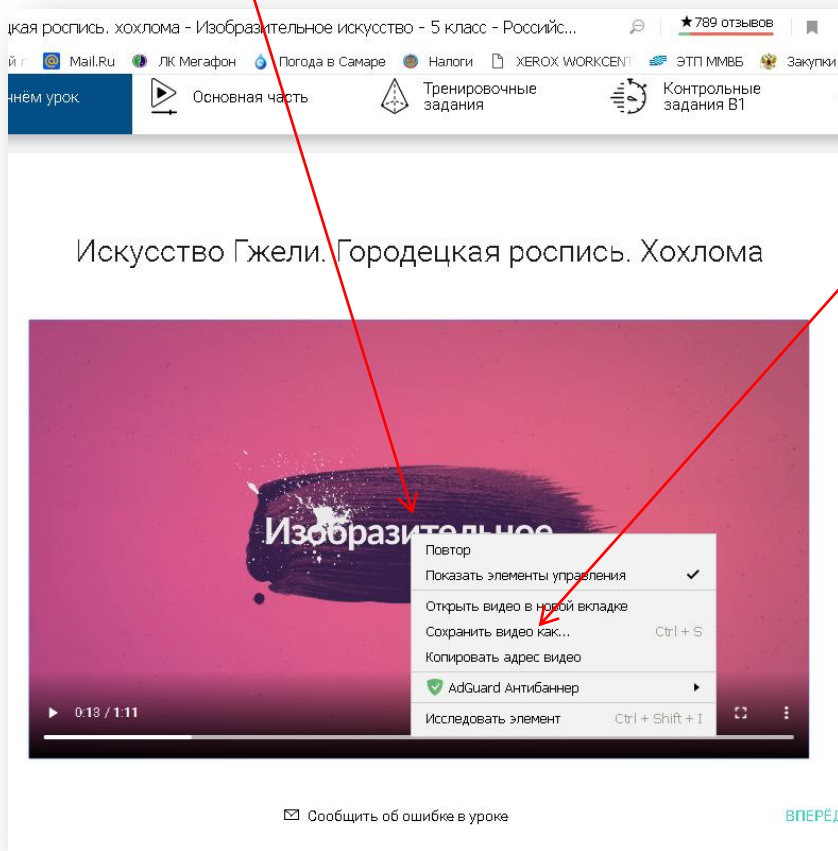 цкая роспись. хохлома - Изобразительное искусство - 5 класс - Российс... ★789 отзывов
й г Mail.Ru ЛК Мегафон Погода в Самаре Налоги XEROX WORKCENT ЭТП ММВБ Закупки
чнём урок Основная часть Тренировочные задания Контрольные задания В1
Искусство Гжели. Городецкая роспись. Хохлома
Изобразительное
Повтор
Показать элементы управления
Открыть видео в новой вкладке
Сохранить видео как... Ctrl + S
Копировать адрес видео
AdGuard Антибаннер
Исследовать элемент Ctrl + Shift + I
0:13 / 1:11
Сообщить об ошибке в уроке ВПЕРЁД